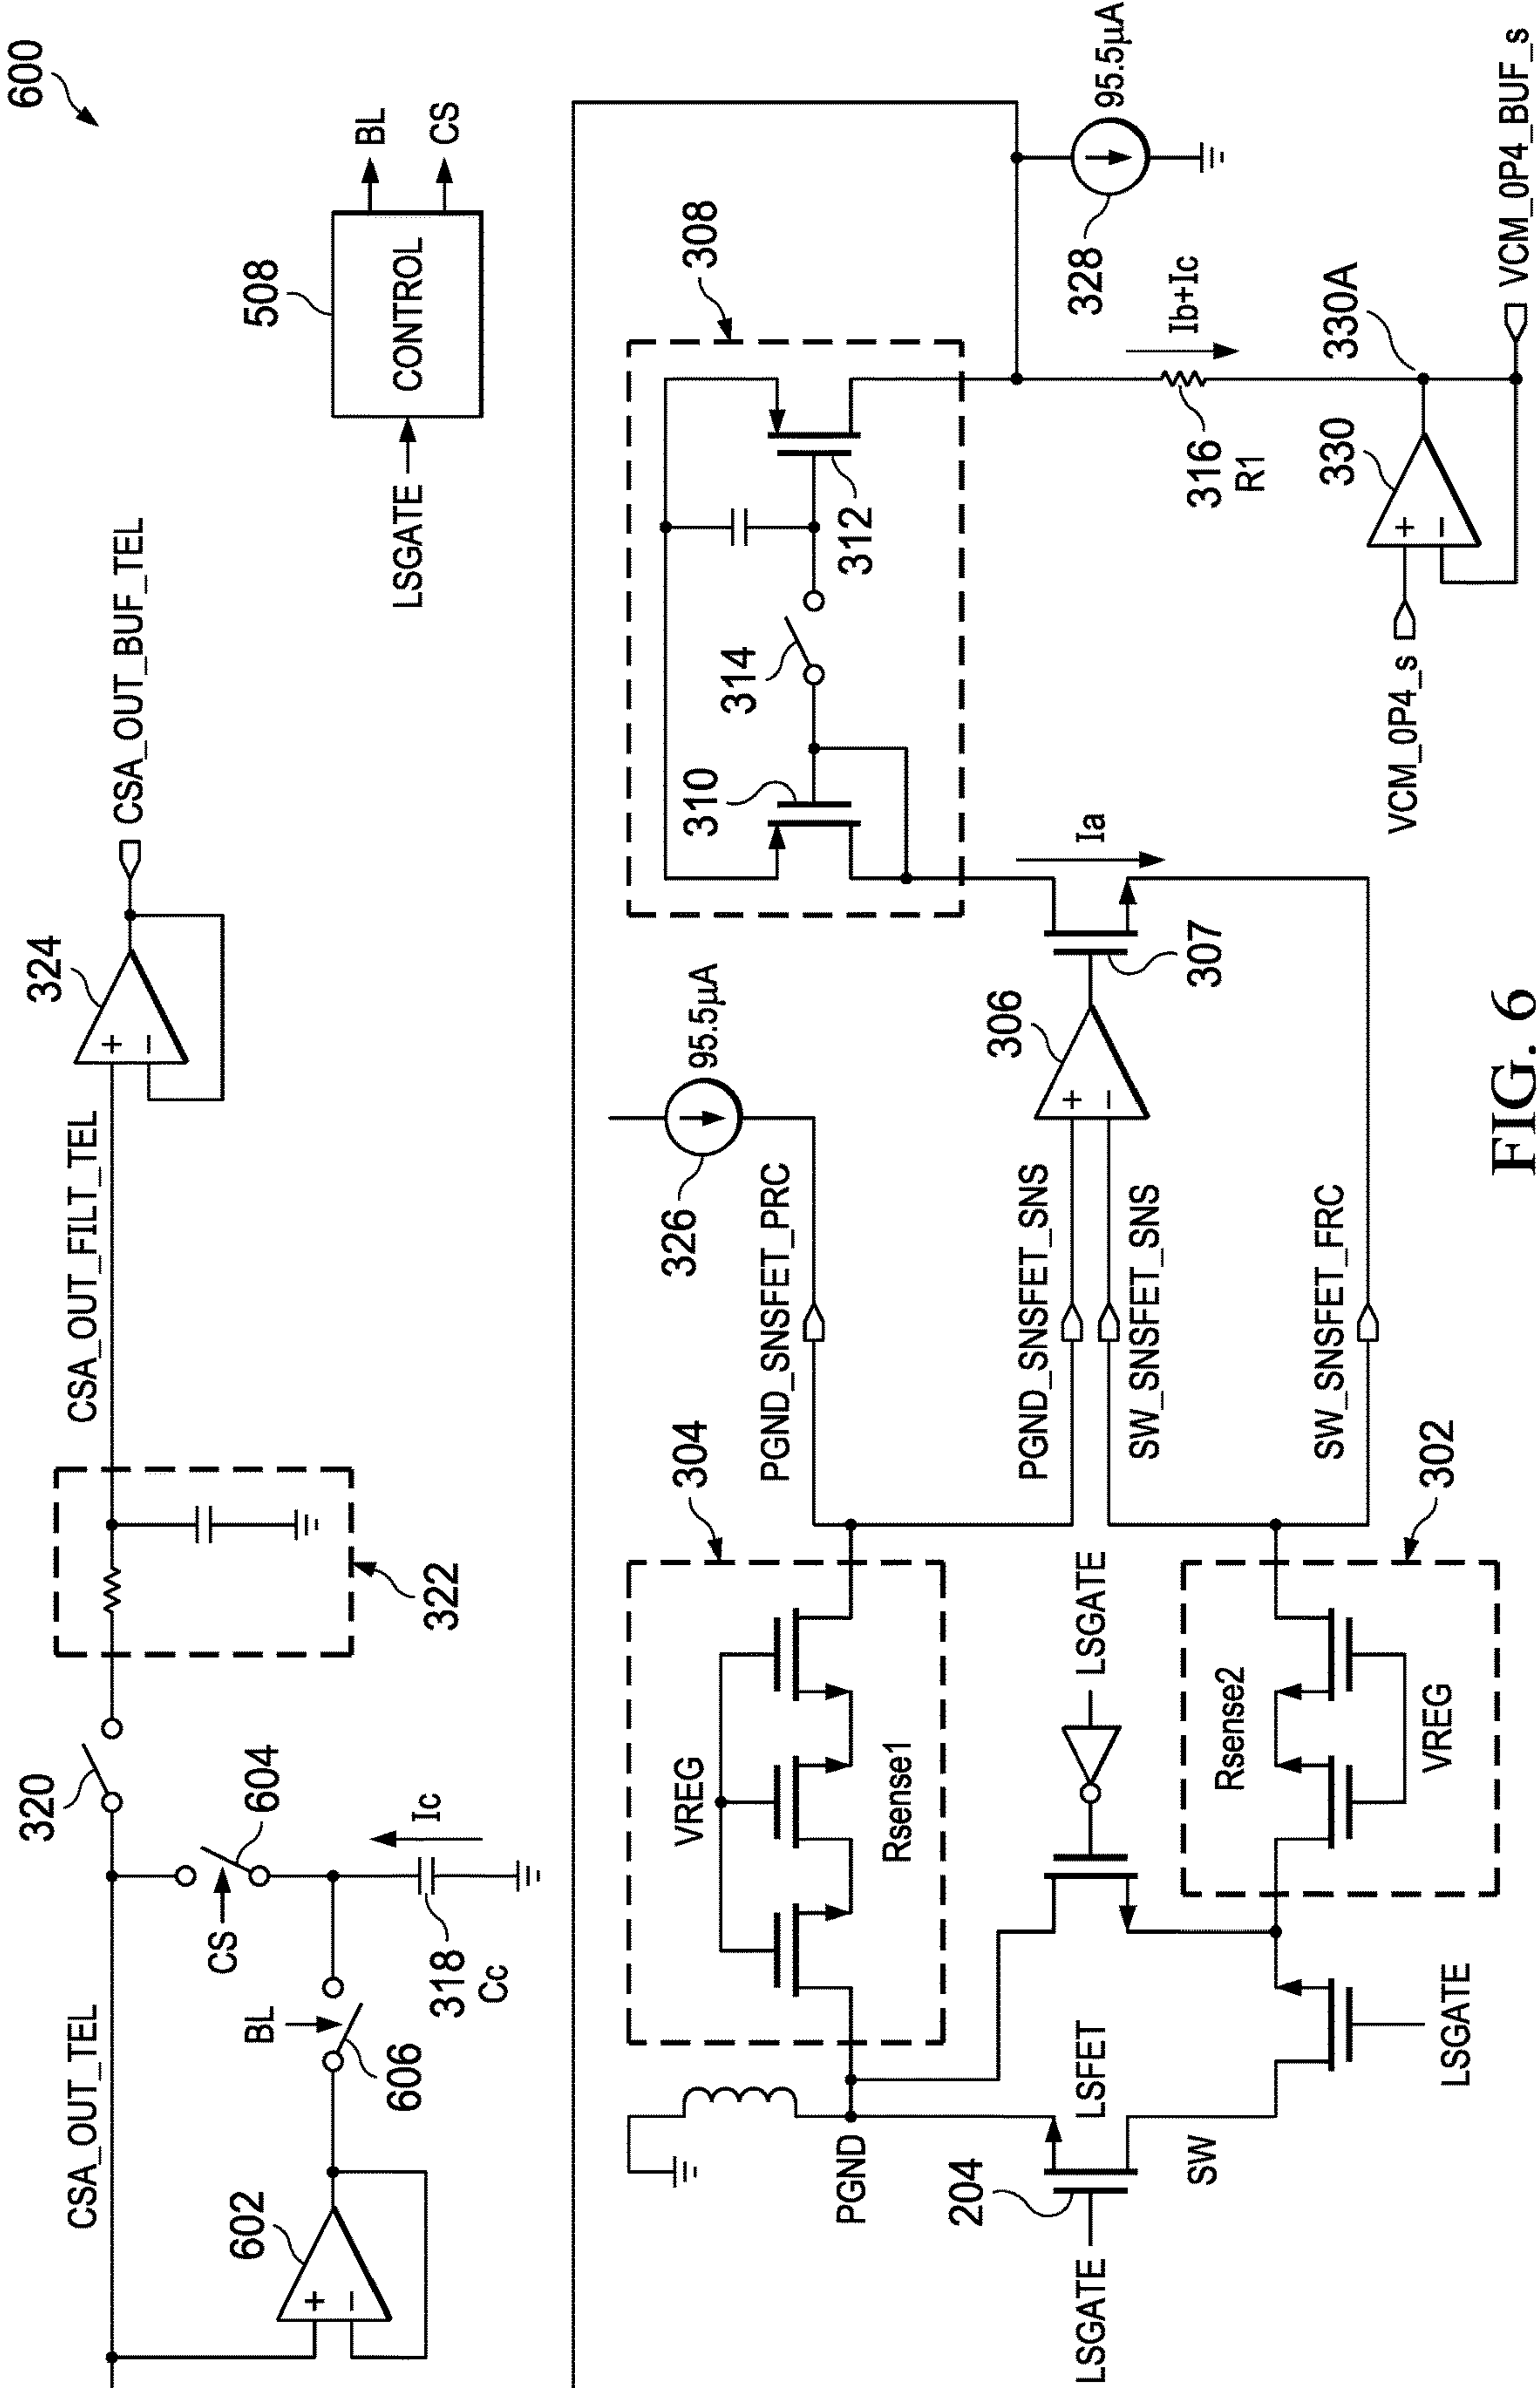 600
CSA_OUT_TEL
320
CSA_OUT_FILT_TEL
324
CSA_OUT_BUF_TEL
602
BL
606
CS
604
318
Cc
Ic
322
LSGATE
508
CONTROL
BL
CS
304
VREG
Rsense1
PGND
PGND_SNSFET_PRC
326
95.5µA
308
310
314
312
204
LSFET
LSGATE
SW
LSGATE
PGND_SNSFET_SNS
SW_SNSFET_SNS
306
307
Ia
328
95.5µA
316
R1
Ib+Ic
LSGATE
Rsense2
VREG
302
SW_SNSFET_FRC
VCM_0P4_s
330
330A
VCM_0P4_BUF_s
FIG. 6
+
−
+
−
+
−
+
−